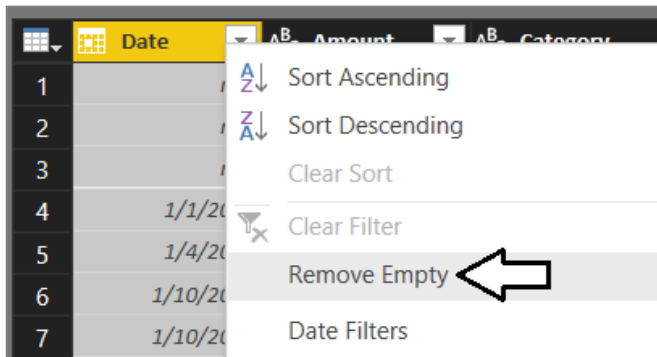 Date Amount Category
1 Sort Ascending
2 Sort Descending
3 Clear Sort
4 1/1/20 Clear Filter
5 1/4/20 Remove Empty
6 1/10/20
7 1/10/20 Date Filters